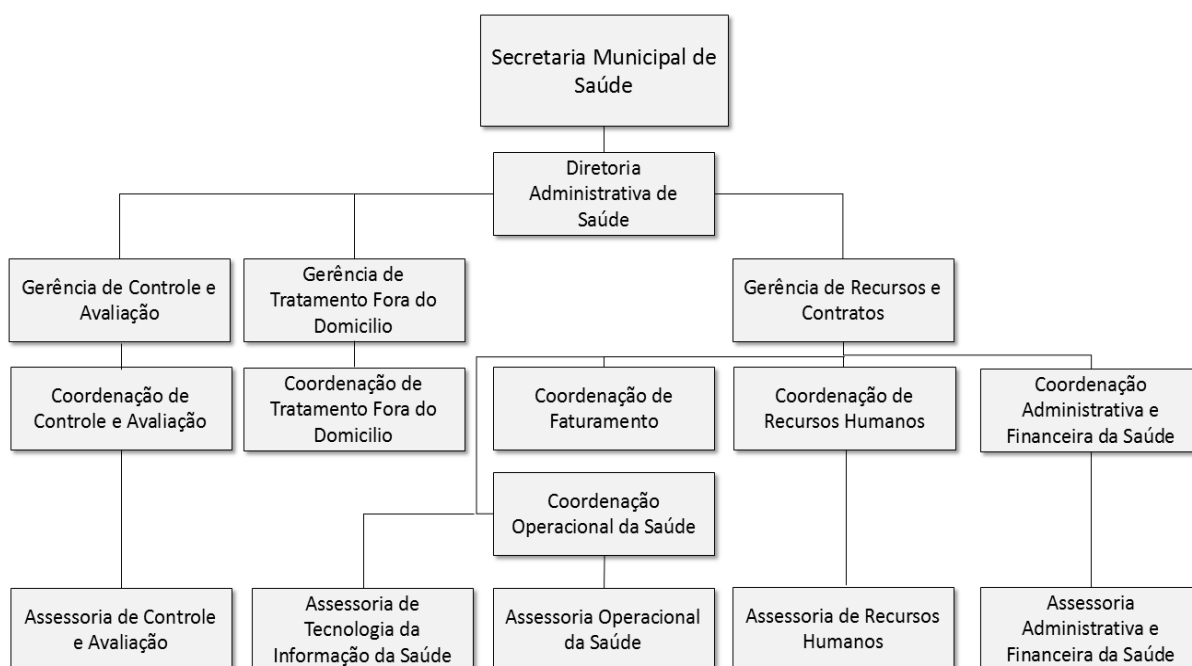 Secretaria Municipal de
Saúde
Diretoria
Administrativa de
Saúde
Gerência de Controle e
Avaliação
Gerência de
Tratamento Fora do
Domicilio
Gerência de Recursos e
Contratos
Coordenação de
Controle e Avaliação
Coordenação de
Tratamento Fora do
Domicilio
Coordenação de
Faturamento
Coordenação de
Recursos Humanos
Coordenação
Administrativa e
Financeira da Saúde
Coordenação
Operacional da Saúde
Assessoria de Controle
e Avaliação
Assessoria de
Tecnologia da
Informação da Saúde
Assessoria Operacional
da Saúde
Assessoria de Recursos
Humanos
Assessoria
Administrativa e
Financeira da Saúde